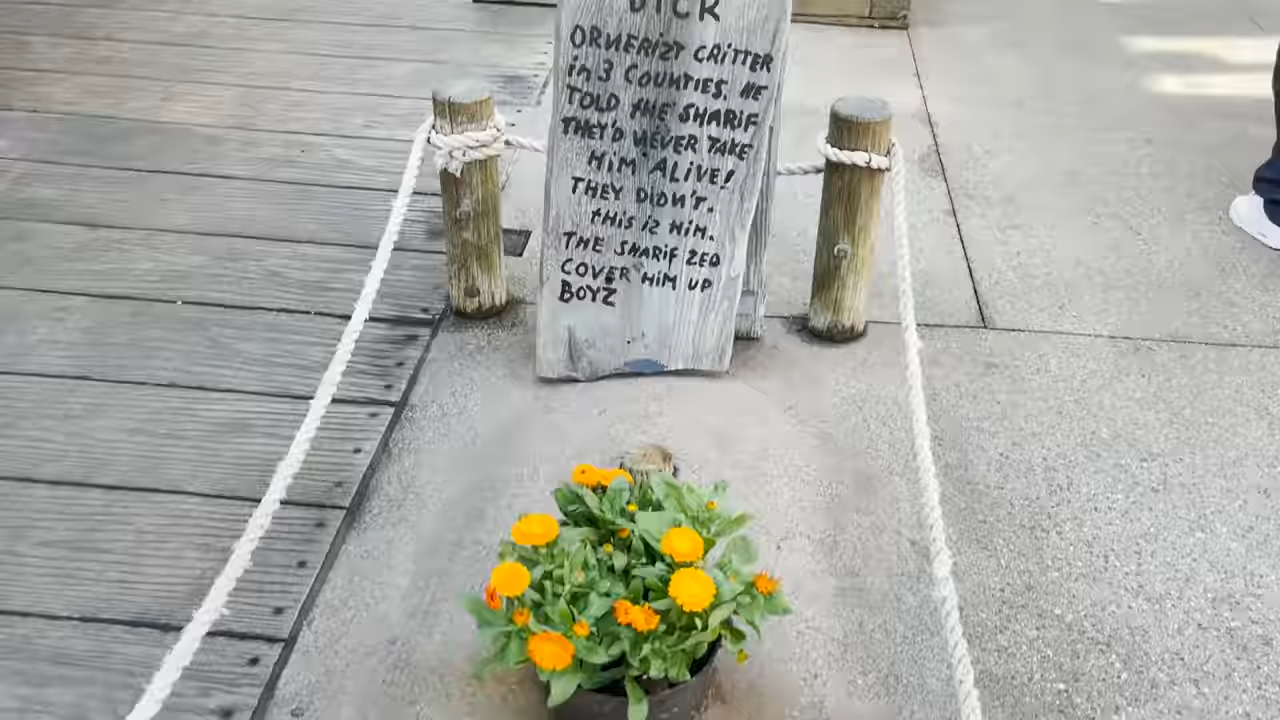 DICK
ORNERIZT CRITTER
in 3 COUNTIES. HE
TOLD tHE SHARIF
THEY'D NEVER TAKE
HiM ALiVE!
THEY DIDN'T.
tHIS iZ HiM.
THE SHARiF ZED
COVER HiM UP
BOYZ